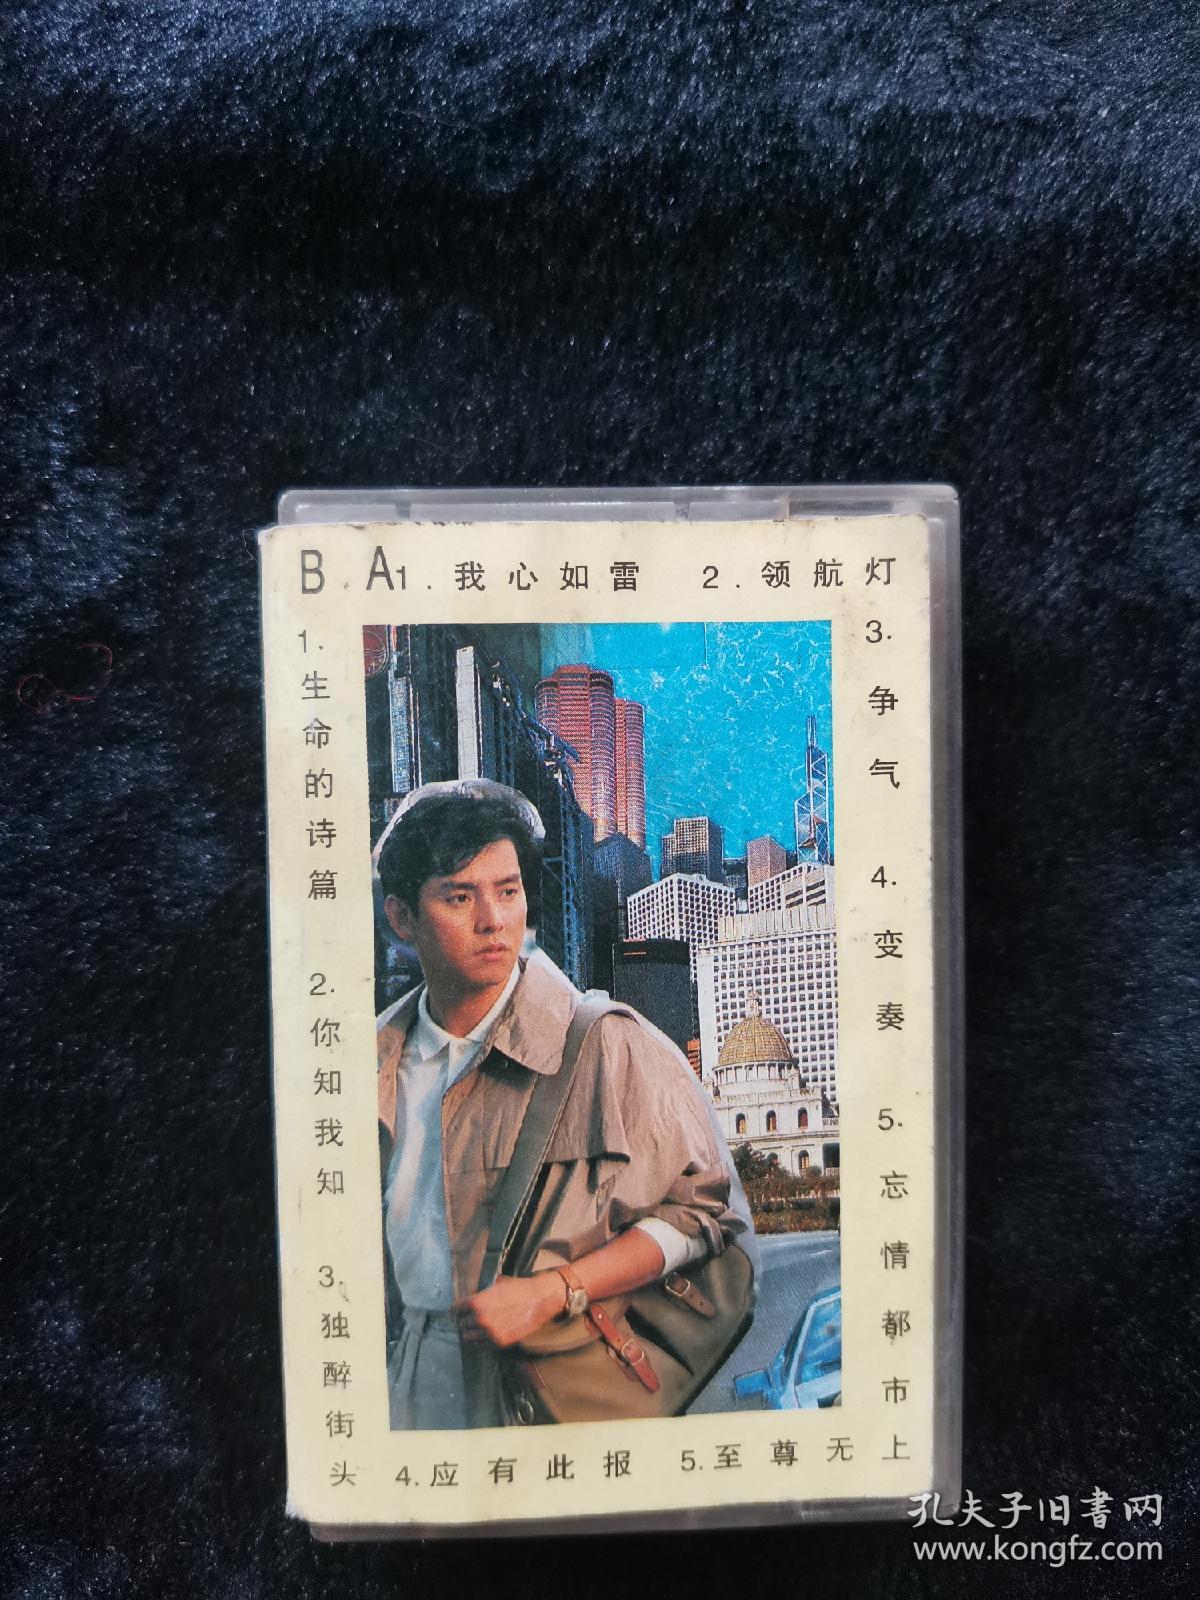 A 1.我心如雷 2.领航灯
3.争气
4.变奏
5.忘情都市
B
1.生命的诗篇
2.你知我知
3.独醉街头
4.应有此报 5.至尊无上
孔夫子旧書网
www.kongfz.com